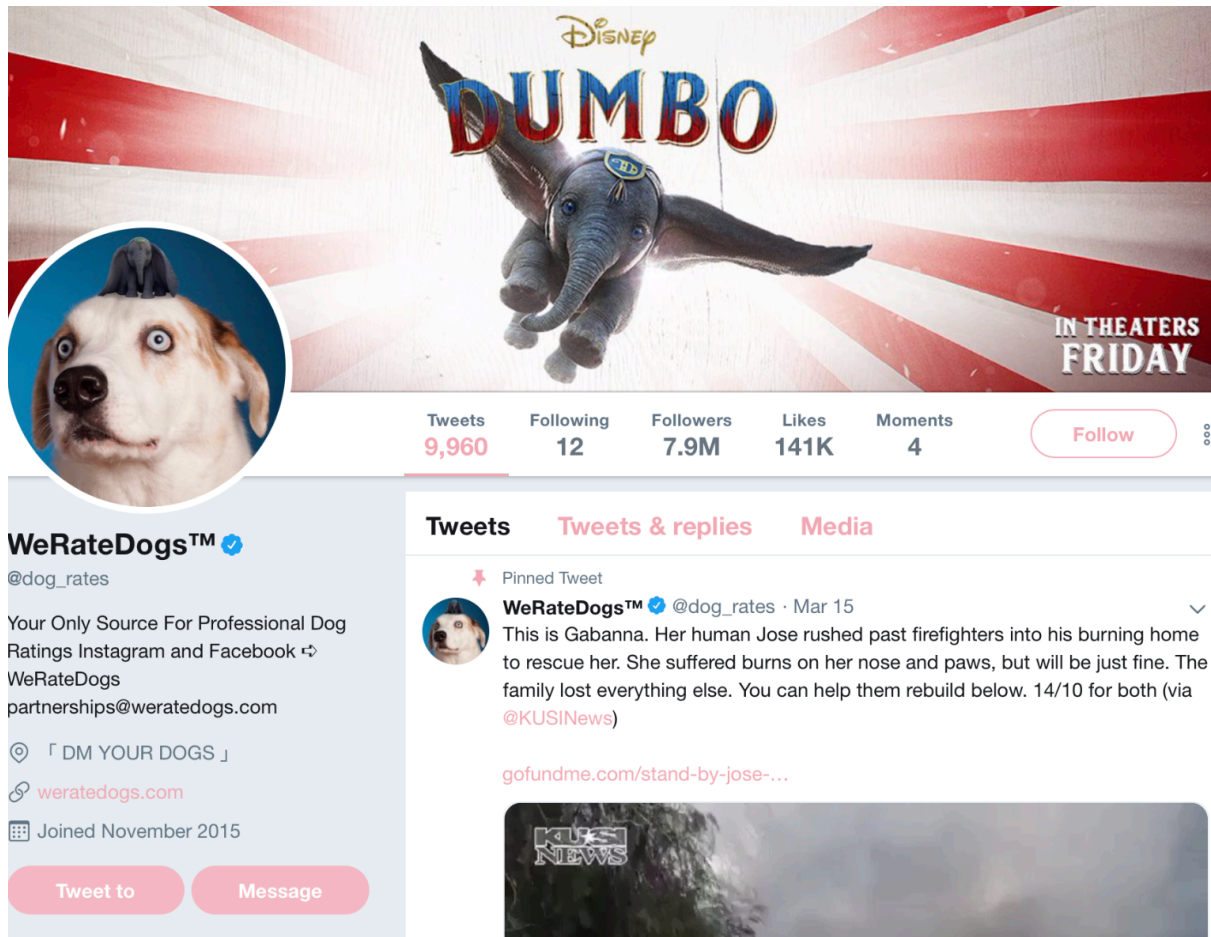 Disney
DUMBO
IN THEATERS
FRIDAY
Tweets
9,960
Following
12
Followers
7.9M
Likes
141K
Moments
4
Follow
WeRateDogs™
@dog_rates
Your Only Source For Professional Dog
Ratings Instagram and Facebook ➪
WeRateDogs
partnerships@weratedogs.com
「 DM YOUR DOGS 」
weratedogs.com
Joined November 2015
Tweet to
Message
Tweets Tweets & replies Media
Pinned Tweet
WeRateDogs™ @dog_rates · Mar 15
This is Gabanna. Her human Jose rushed past firefighters into his burning home
to rescue her. She suffered burns on her nose and paws, but will be just fine. The
family lost everything else. You can help them rebuild below. 14/10 for both (via
@KUSINews)
gofundme.com/stand-by-jose-…
KUSI
NEWS